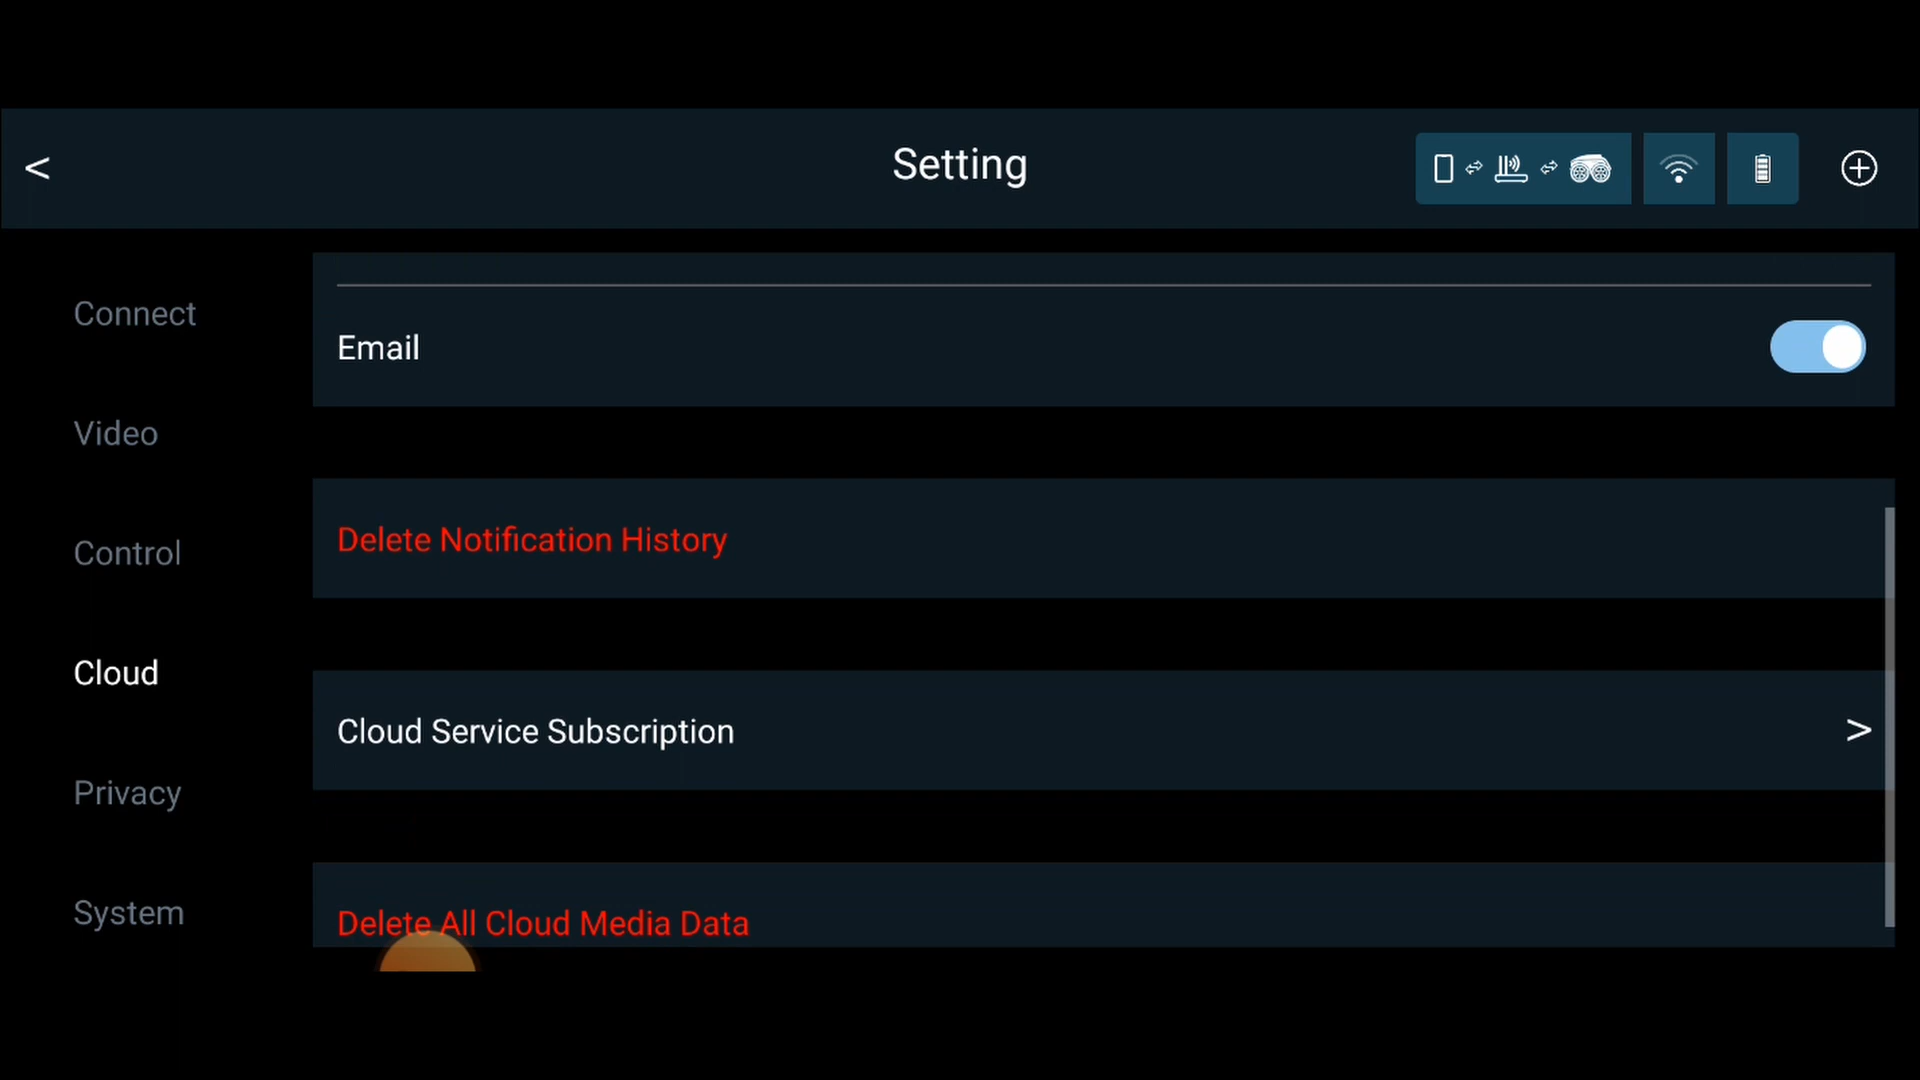 <
Setting
Connect
Video
Control
Cloud
Privacy
System
Email
Delete Notification History
Cloud Service Subscription
>
Delete All Cloud Media Data